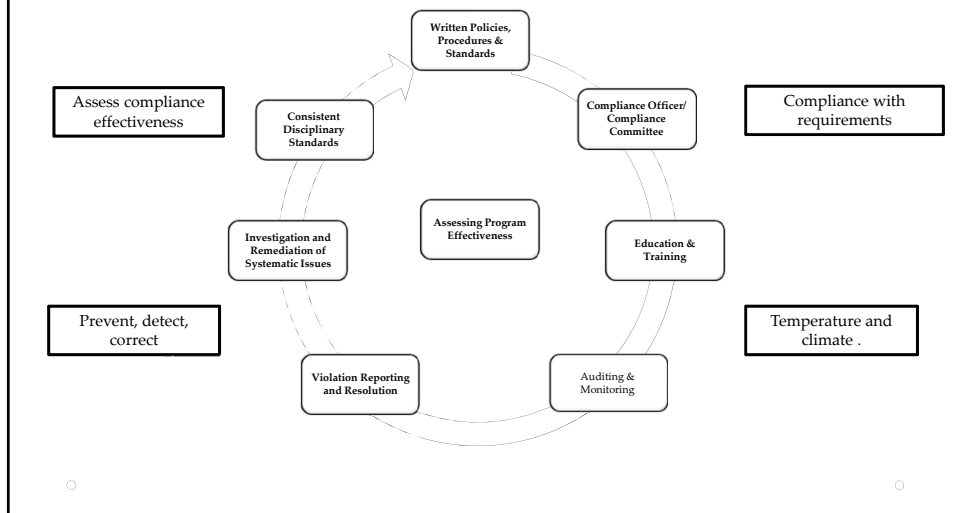 Written Policies,
Procedures &
Standards
Assess compliance
effectiveness
Consistent
Disciplinary
Standards
Compliance Officer/
Compliance
Committee
Compliance with
requirements
Assessing Program
Effectiveness
Investigation and
Remediation of
Systematic Issues
Education &
Training
Prevent, detect,
correct
Temperature and
climate .
Violation Reporting
and Resolution
Auditing &
Monitoring